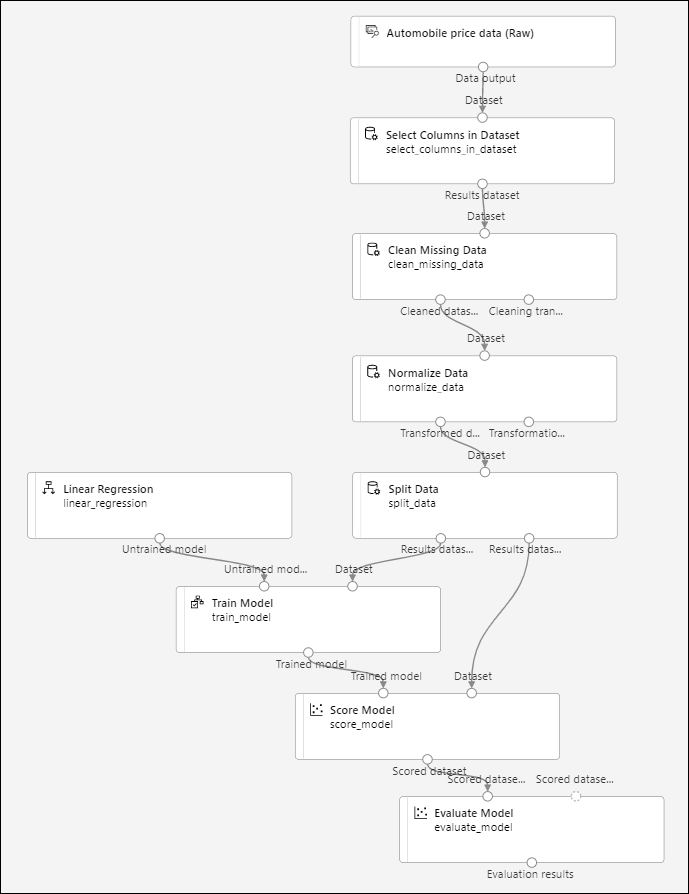 Automobile price data (Raw)
Data output
Dataset
Select Columns in Dataset
select_columns_in_dataset
Results dataset
Dataset
Clean Missing Data
clean_missing_data
Cleaned datas... Cleaning tran...
Dataset
Normalize Data
normalize_data
Transformed d... Transformatio...
Dataset
Linear Regression
linear_regression
Split Data
split_data
Untrained model
Results datas... Results datas...
Untrained mod... Dataset
Train Model
train_model
Trained model
Trained model Dataset
Score Model
score_model
Scored dataset
Scored datase... Scored datase...
Evaluate Model
evaluate_model
Evaluation results